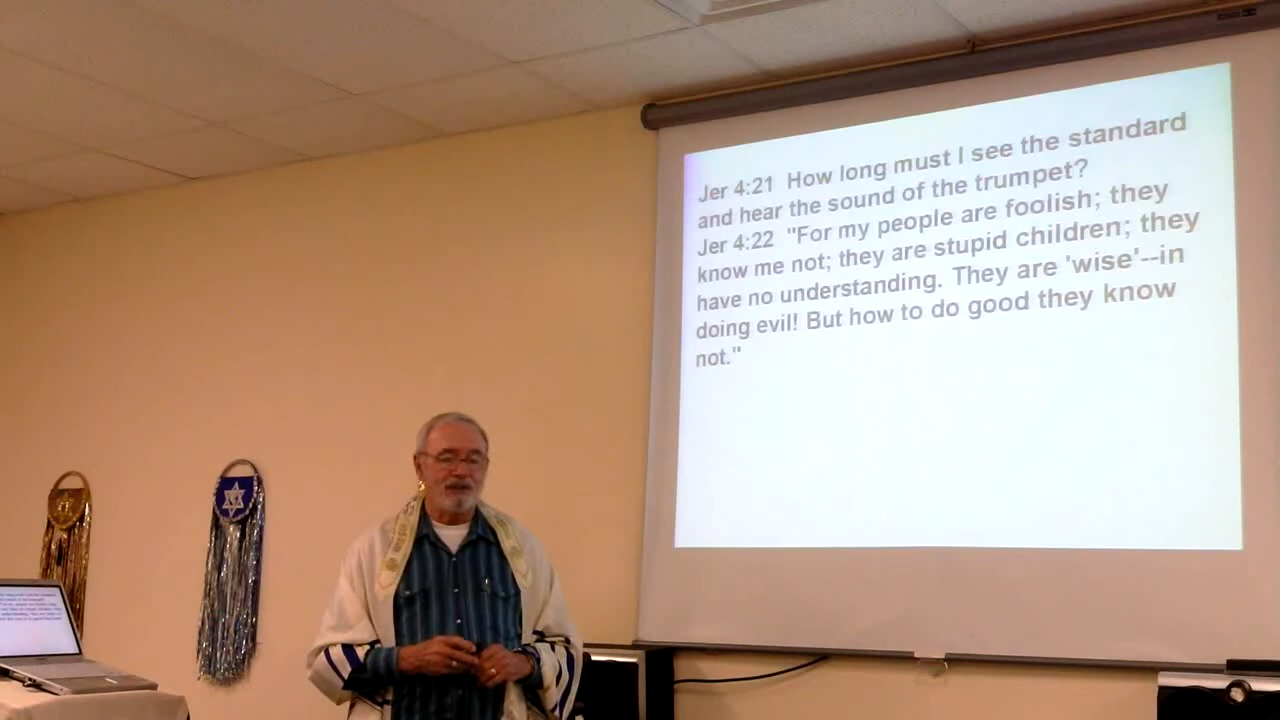 Jer 4:21 How long must I see the standard
and hear the sound of the trumpet?
Jer 4:22 "For my people are foolish; they
know me not; they are stupid children; they
have no understanding. They are 'wise'--in
doing evil! But how to do good they know
not."